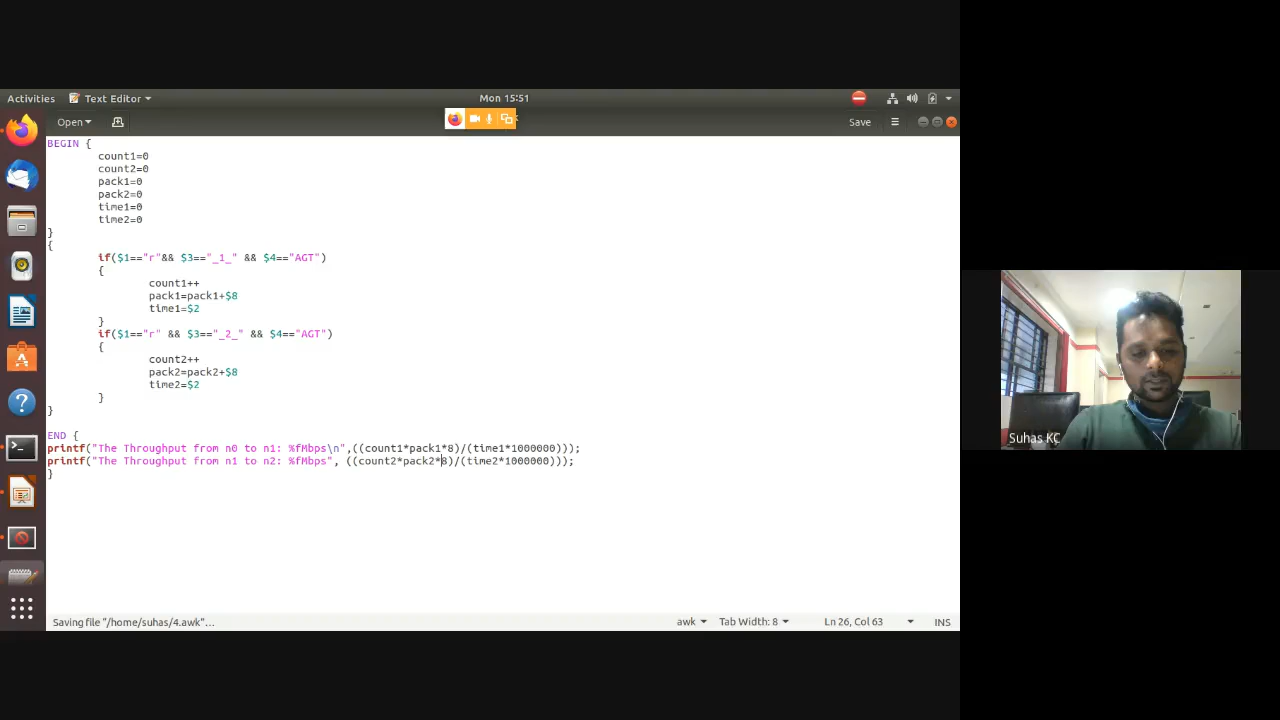 Activities Text Editor Mon 15:51
Open Save
BEGIN {
count1=0
count2=0
pack1=0
pack2=0
time1=0
time2=0
}
{
if($1=="r"&& $3=="_1_" && $4=="AGT")
{
count1++
pack1=pack1+$8
time1=$2
}
if($1=="r" && $3=="_2_" && $4=="AGT")
{
count2++
pack2=pack2+$8
time2=$2
}
}
END {
printf("The Throughput from n0 to n1: %fMbps\n",((count1*pack1*8)/(time1*1000000)));
printf("The Throughput from n1 to n2: %fMbps", ((count2*pack2*8)/(time2*1000000)));
}
Saving file "/home/suhas/4.awk"… awk Tab Width: 8 Ln 26, Col 63 INS
Suhas KC